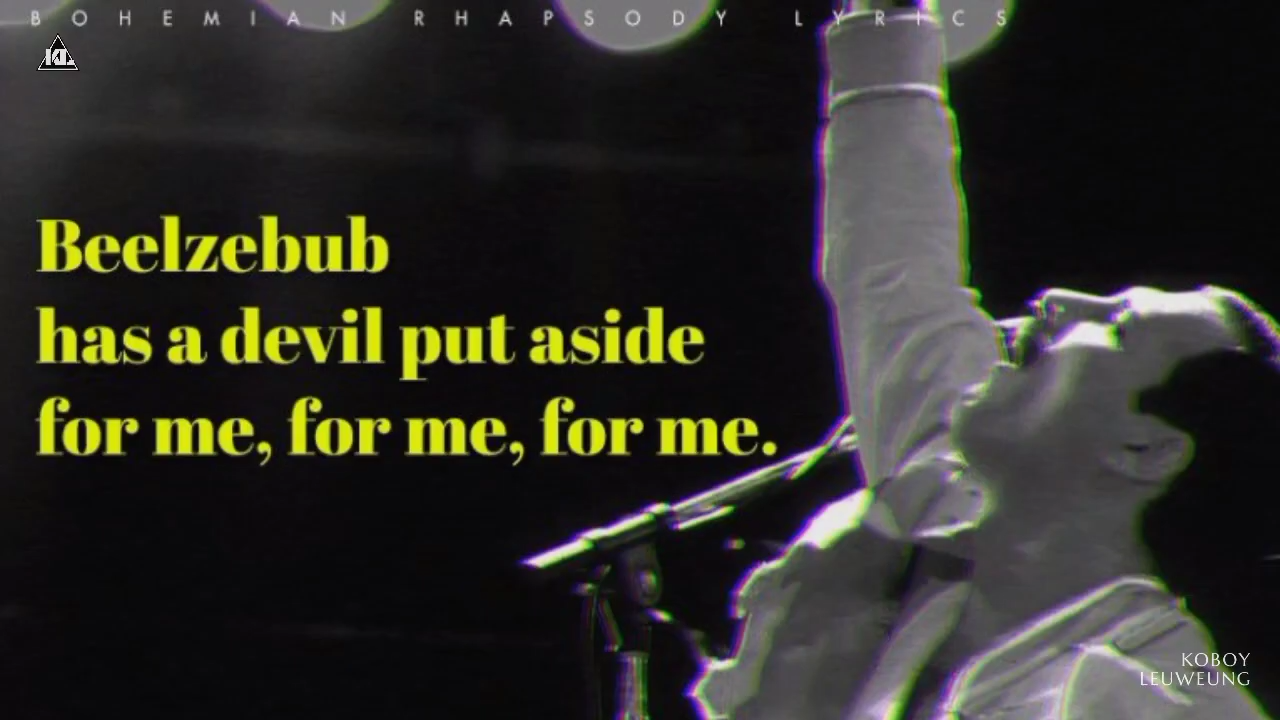 BOHEMIAN RHAPSODY LYRICS
Beelzebub
has a devil put aside
for me, for me, for me.
KOBOY
LEUWEUNG